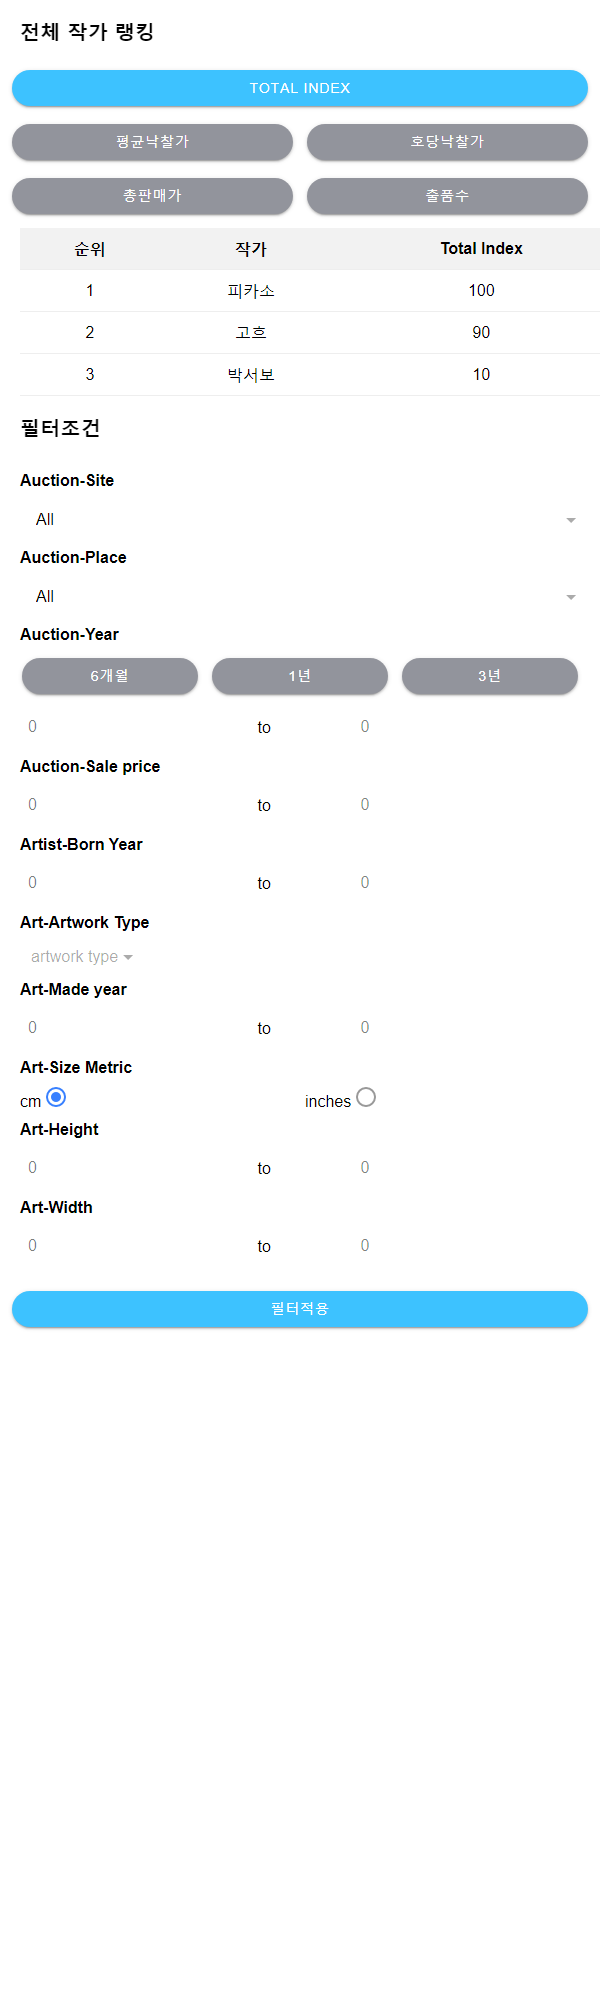 전체 작가 랭킹
TOTAL INDEX
평균낙찰가 호당낙찰가
총판매가 출품수
순위 작가 Total Index
1 피카소 100
2 고흐 90
3 박서보 10
필터조건
Auction-Site
All
Auction-Place
All
Auction-Year
6개월 1년 3년
0 to 0
Auction-Sale price
0 to 0
Artist-Born Year
0 to 0
Art-Artwork Type
artwork type
Art-Made year
0 to 0
Art-Size Metric
cm inches
Art-Height
0 to 0
Art-Width
0 to 0
필터적용